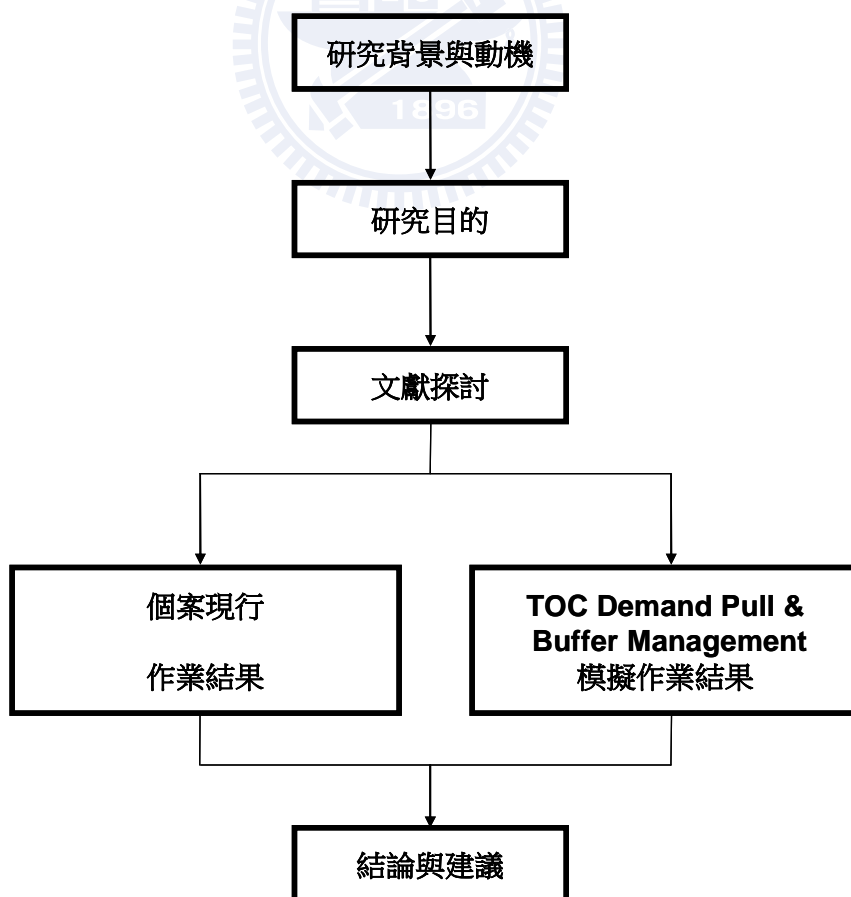 研究背景與動機
1896
研究目的
文獻探討
個案現行
作業結果
TOC Demand Pull &
Buffer Management
模擬作業結果
結論與建議